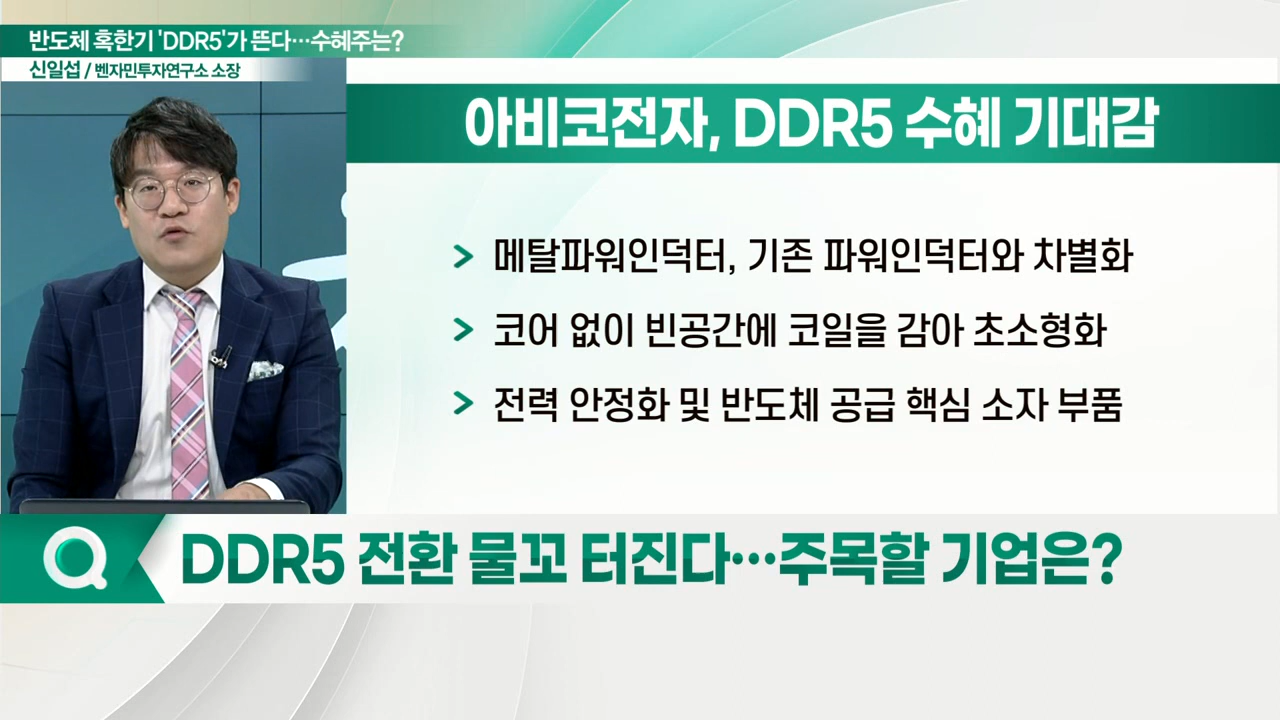 반도체 혹한기 'DDR5'가 뜬다…수혜주는?
신일섭 / 벤자민투자연구소 소장
아비코전자, DDR5 수혜 기대감
> 메탈파워인덕터, 기존 파워인덕터와 차별화
> 코어 없이 빈공간에 코일을 감아 초소형화
> 전력 안정화 및 반도체 공급 핵심 소자 부품
DDR5 전환 물꼬 터진다…주목할 기업은?